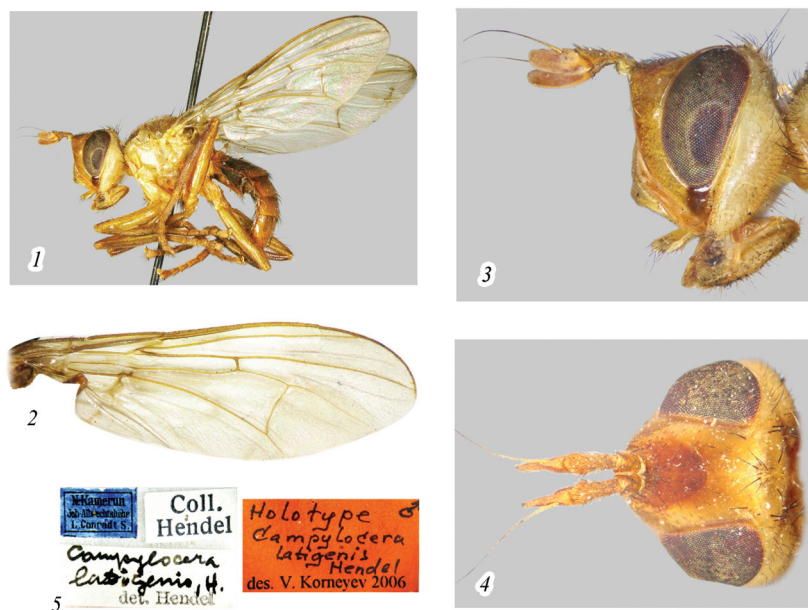 1
3
2
N-Kamerun
Joh-Albrechtshöhe
L. Conradt S.
Coll.
Hendel
Campylocera
latigenis, H.
det. Hendel
5
Holotype ♂
Campylocera
latigenis
Hendel
des. V. Korneyev 2006
4